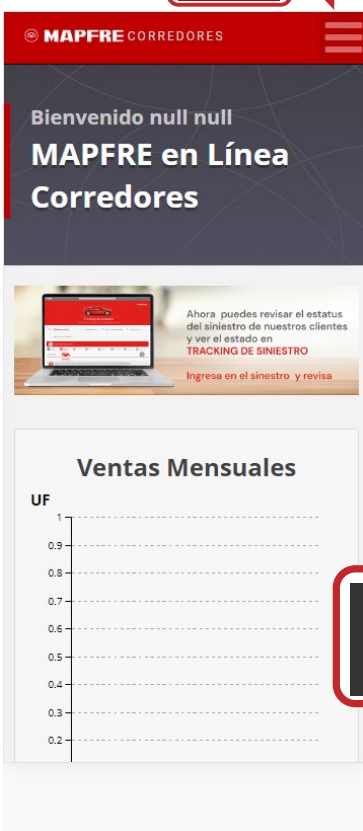 MAPFRE CORREDORES
Bienvenido null null
MAPFRE en Línea
Corredores
Ahora puedes revisar el estatus
del siniestro de nuestros clientes
y ver el estado en
TRACKING DE SINIESTRO
Ingresa en el sinestro y revisa
Ventas Mensuales
UF
1
0.9
0.8
0.7
0.6
0.5
0.4
0.3
0.2